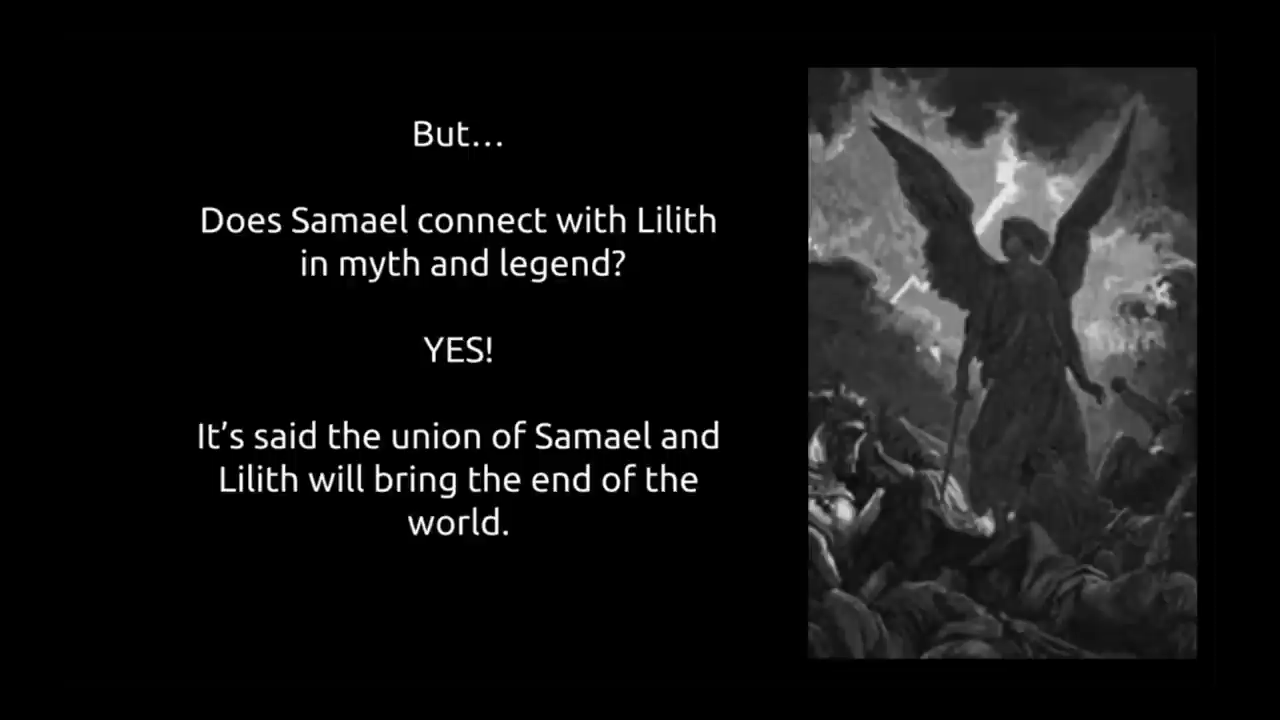 But…
Does Samael connect with Lilith
in myth and legend?
YES!
It’s said the union of Samael and
Lilith will bring the end of the
world.